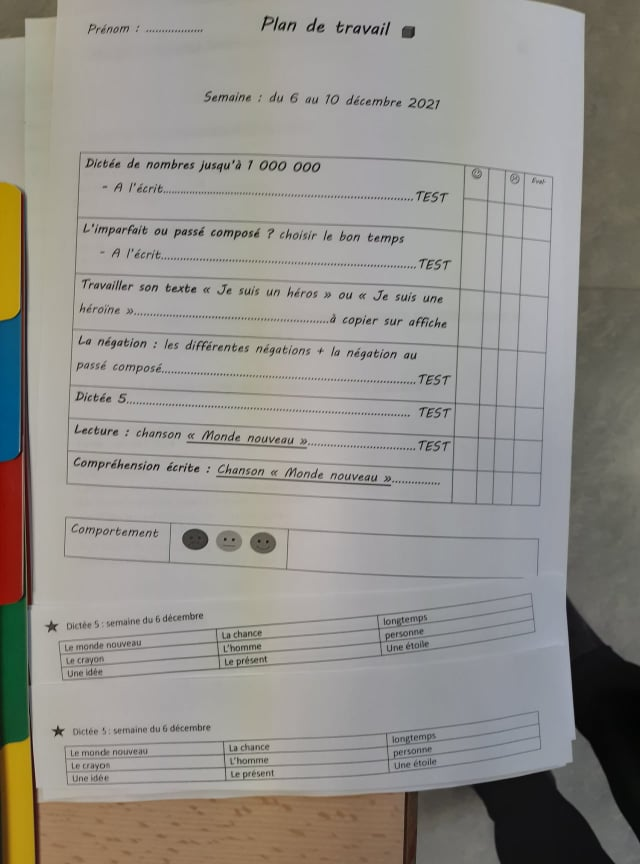 Prénom : ..................
Plan de travail
Semaine : du 6 au 10 décembre 2021
Dictée de nombres jusqu'à 1 000 000
- A l'écrit.................................................................TEST
Eval
L'imparfait ou passé composé ? choisir le bon temps
- A l'écrit.................................................................TEST
Travailler son texte « Je suis un héros » ou « Je suis une
héroïne ».................................................à copier sur affiche
La négation : les différentes négations + la négation au
passé composé.................................................................TEST
Dictée 5......................................................................... TEST
Lecture : chanson « Monde nouveau »............................TEST
Compréhension écrite : Chanson « Monde nouveau »............
Comportement
Dictée 5 : semaine du 6 décembre
Le monde nouveau La chance longtemps
Le crayon L'homme personne
Une idée Le présent Une étoile
Dictée 5 : semaine du 6 décembre
Le monde nouveau La chance longtemps
Le crayon L'homme personne
Une idée Le présent Une étoile